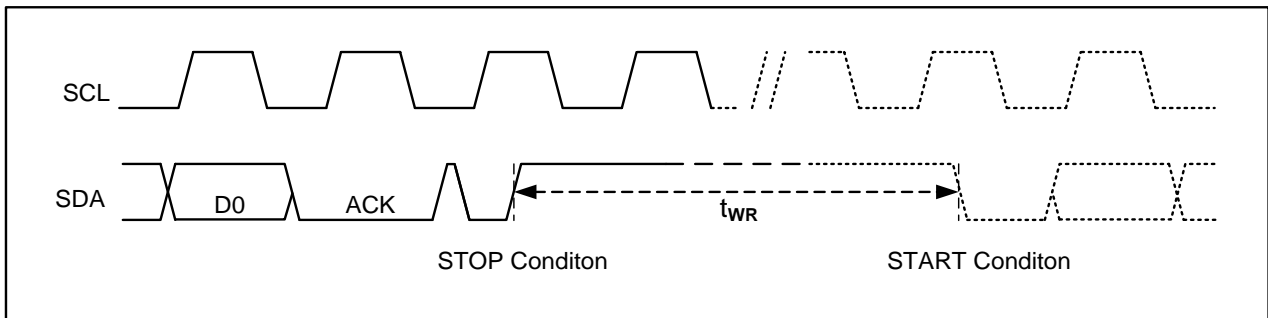 SCL
SDA
D0
ACK
tWR
STOP Conditon
START Conditon